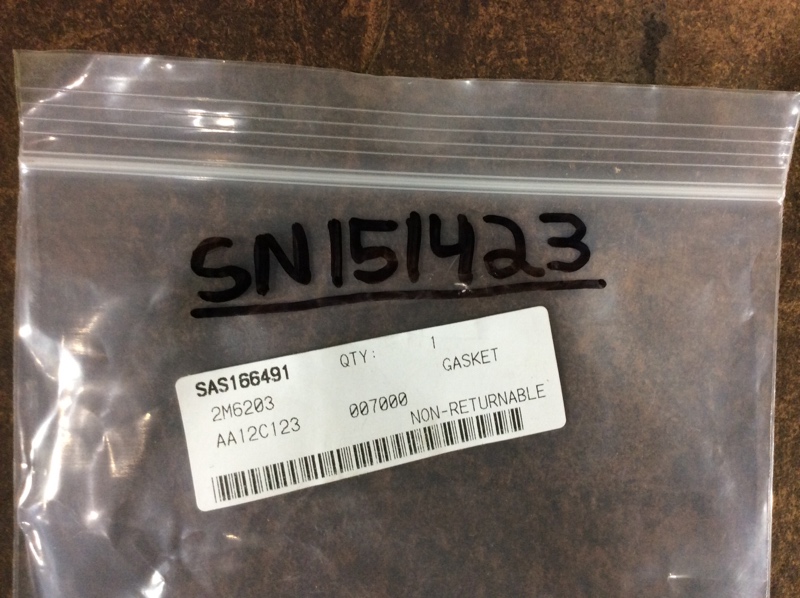 SN151423
SAS166491 QTY: 1
2M6203 GASKET
AA12C123 007000 NON-RETURNABLE